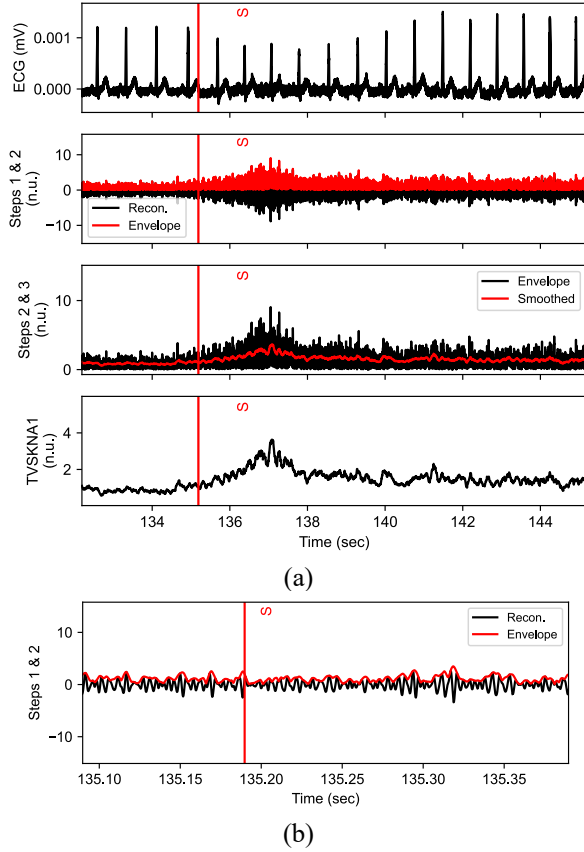 S
ECG (mV)
0.001
0.000
S
Steps 1 & 2
(n.u.)
10
0
−10
Recon.
Envelope
S
Steps 2 & 3
(n.u.)
10
0
Envelope
Smoothed
S
TVSKNA1
(n.u.)
4
2
134 136 138 140 142 144
Time (sec)
(a)
S
Steps 1 & 2
10
0
−10
Recon.
Envelope
135.10 135.15 135.20 135.25 135.30 135.35
Time (sec)
(b)